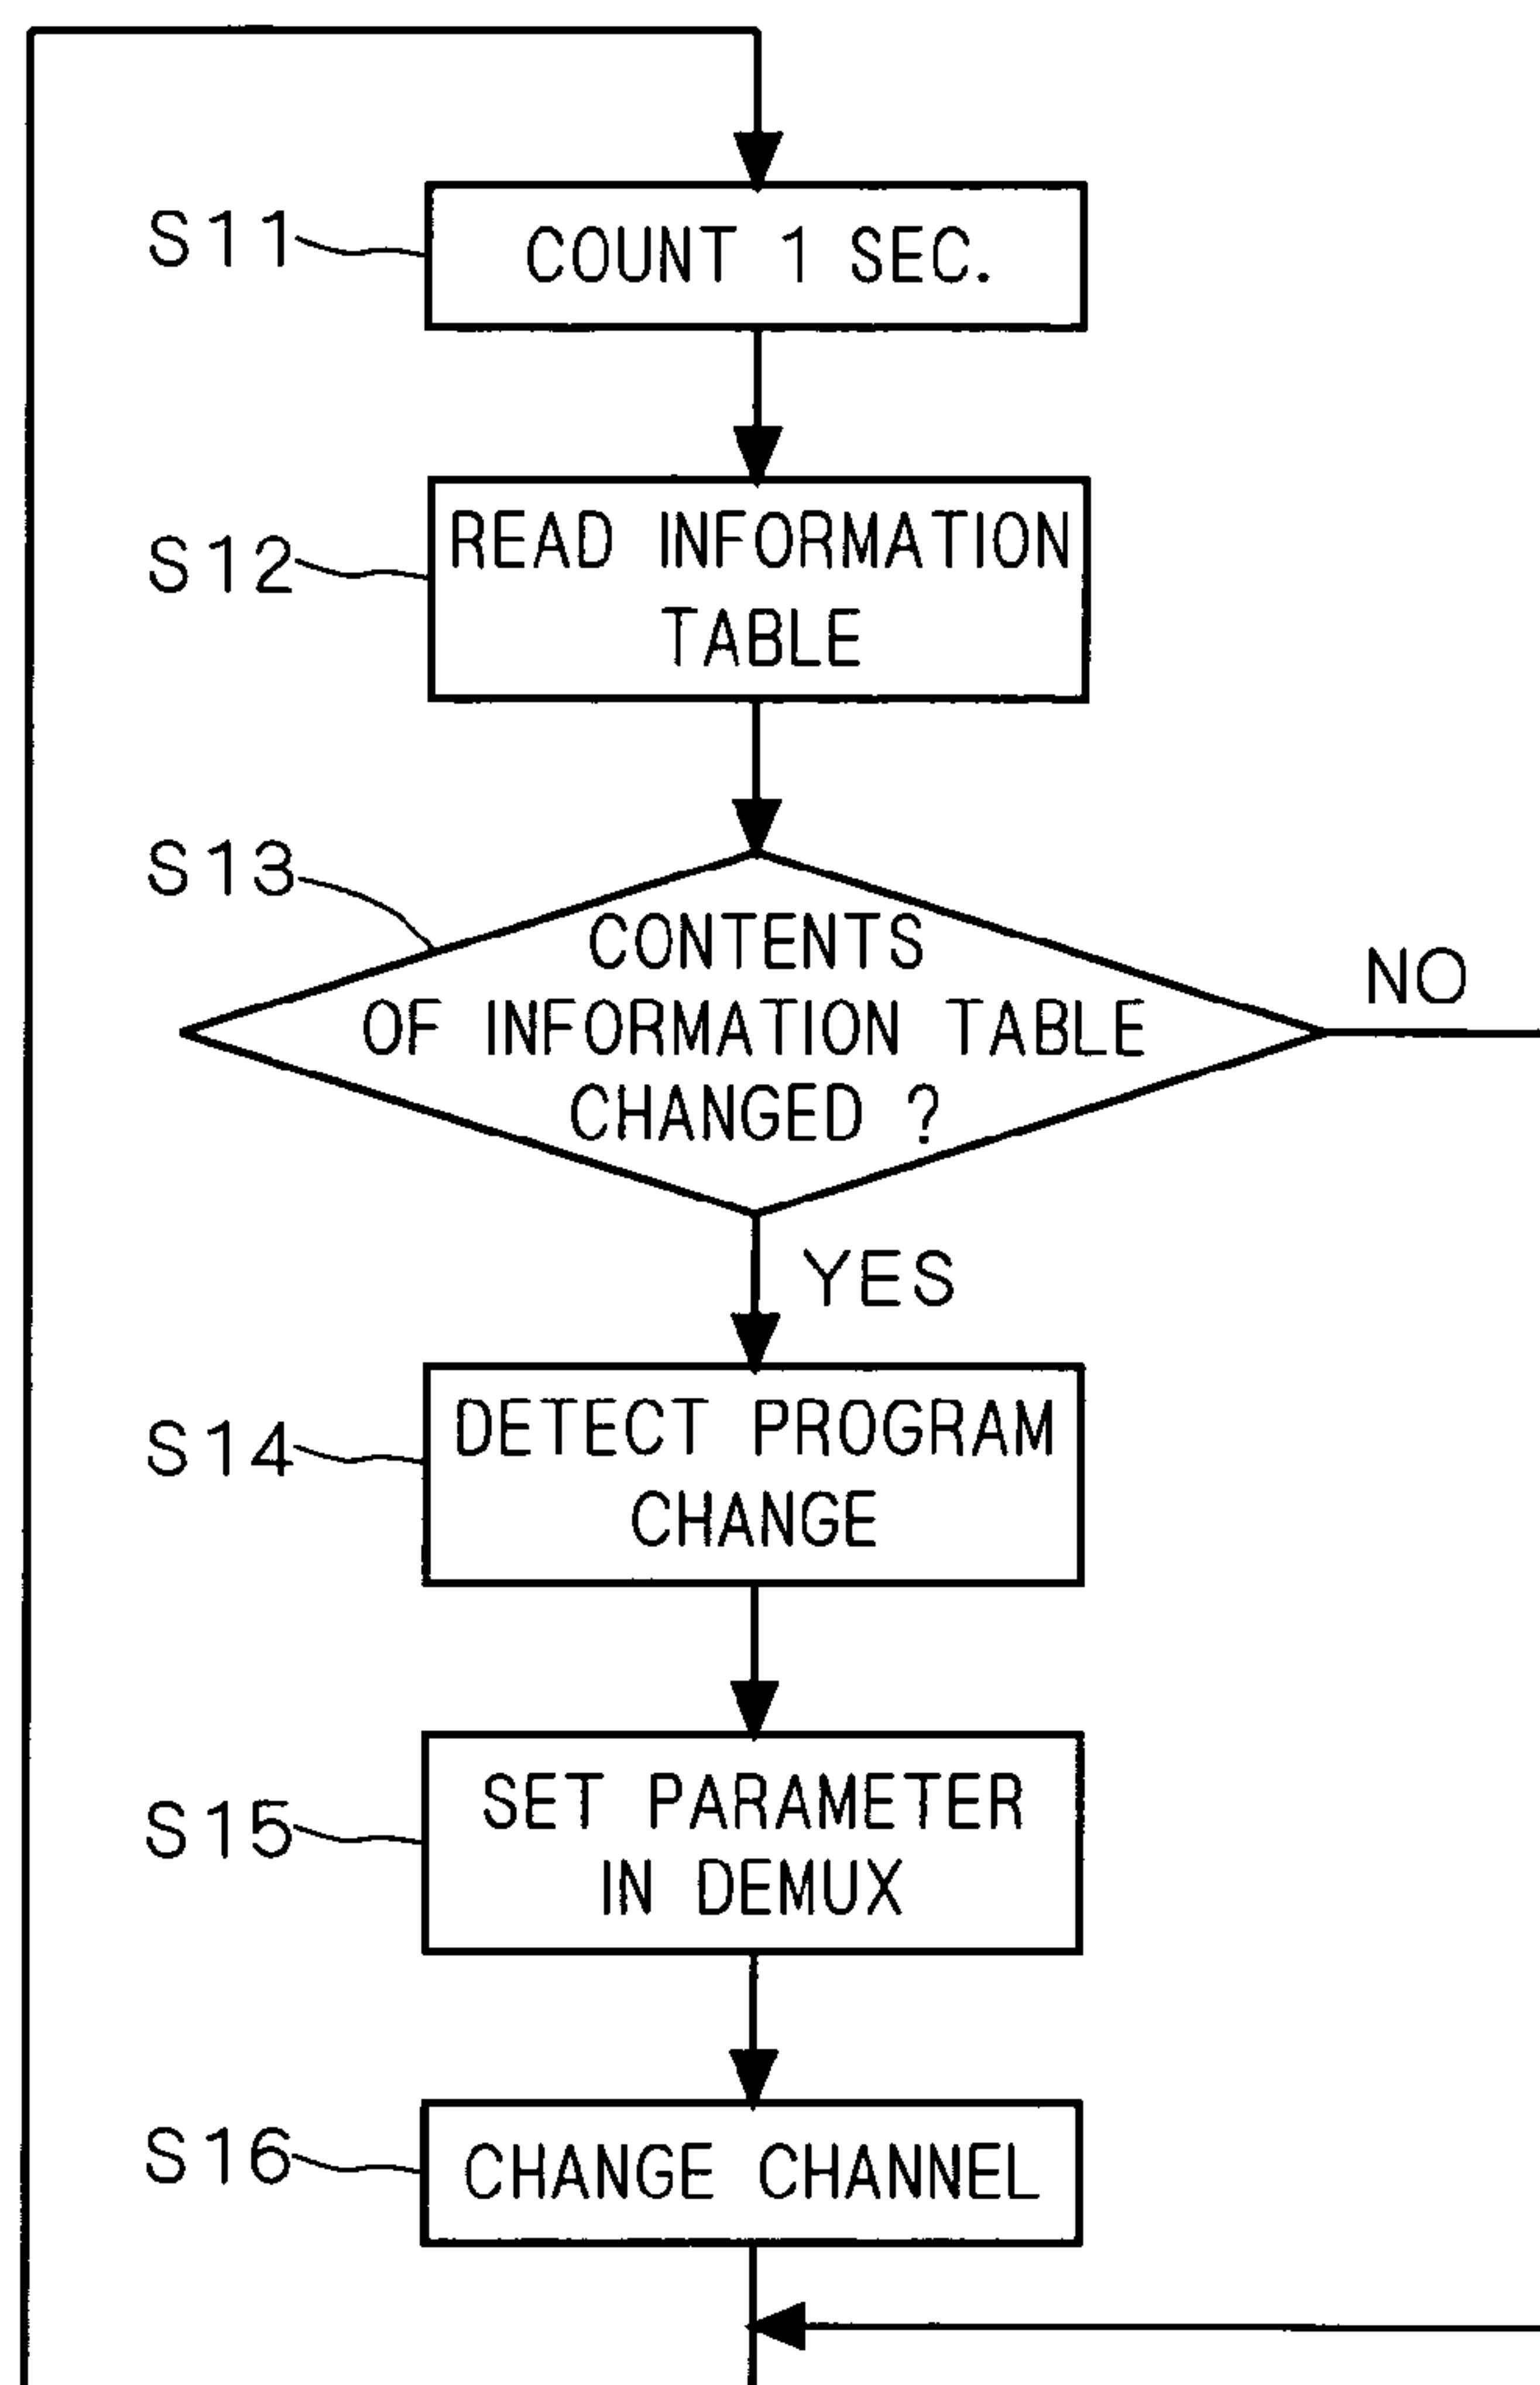 S11
COUNT 1 SEC.
S12
READ INFORMATION
TABLE
S13
CONTENTS
OF INFORMATION TABLE
CHANGED ?
NO
YES
S14
DETECT PROGRAM
CHANGE
S15
SET PARAMETER
IN DEMUX
S16
CHANGE CHANNEL